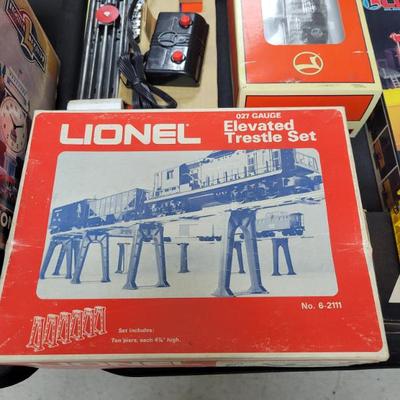 LIONEL
027 GAUGE
Elevated
Trestle Set
No. 6-2111
Set includes:
Ten piers, each 4¾" high.